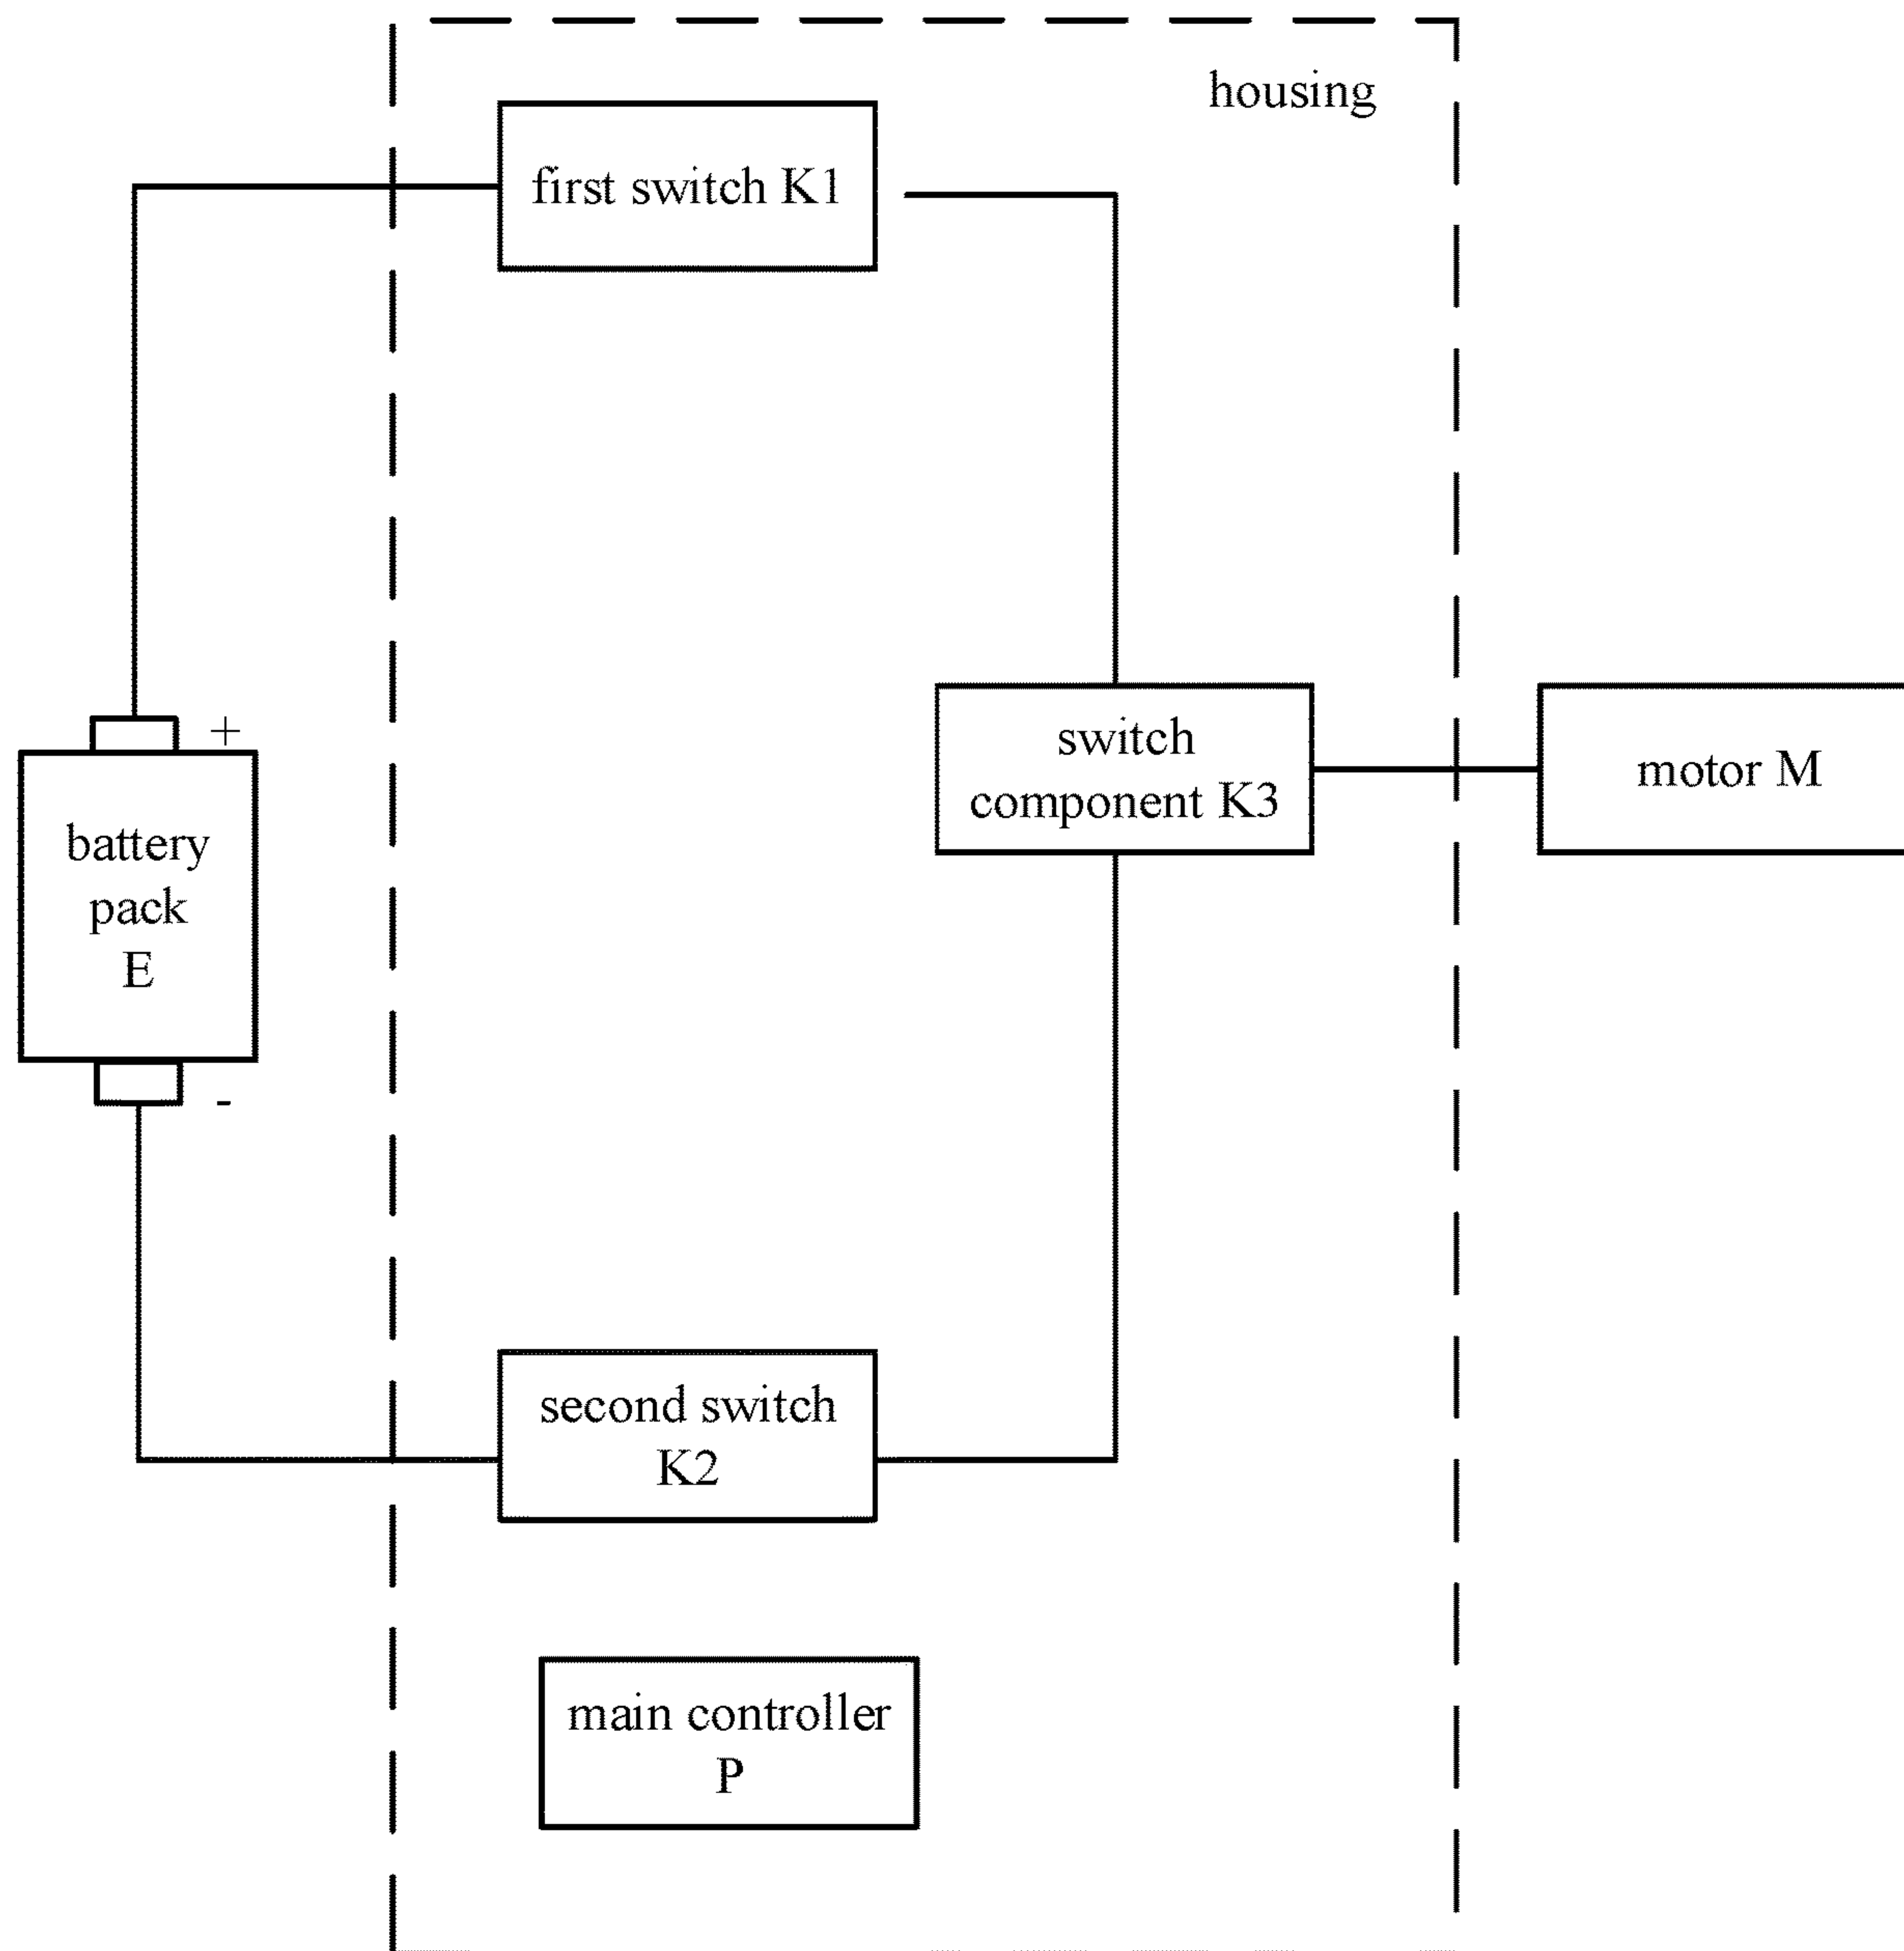 housing
first switch K1
switch
component K3
motor M
+
battery
pack
E
-
second switch
K2
main controller
P